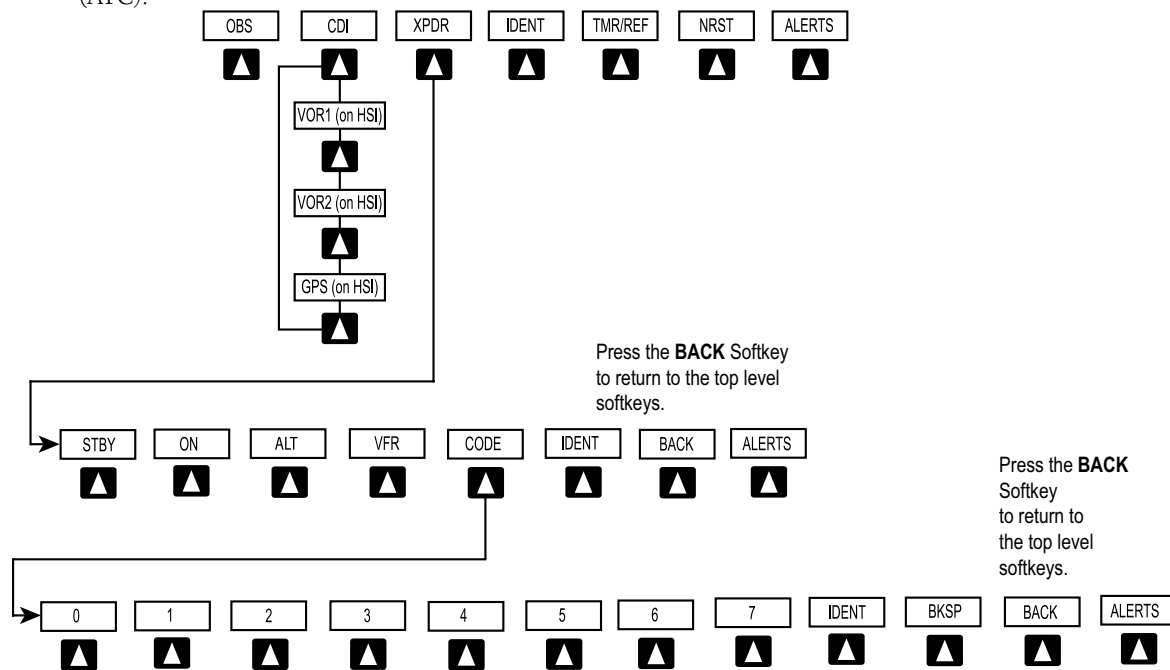 (ATC).
OBS CDI XPDR IDENT TMR/REF NRST ALERTS
VOR1 (on HSI)
VOR2 (on HSI)
GPS (on HSI)
Press the BACK Softkey
to return to the top level
softkeys.
STBY ON ALT VFR CODE IDENT BACK ALERTS
Press the BACK
Softkey
to return to
the top level
softkeys.
0 1 2 3 4 5 6 7 IDENT BKSP BACK ALERTS